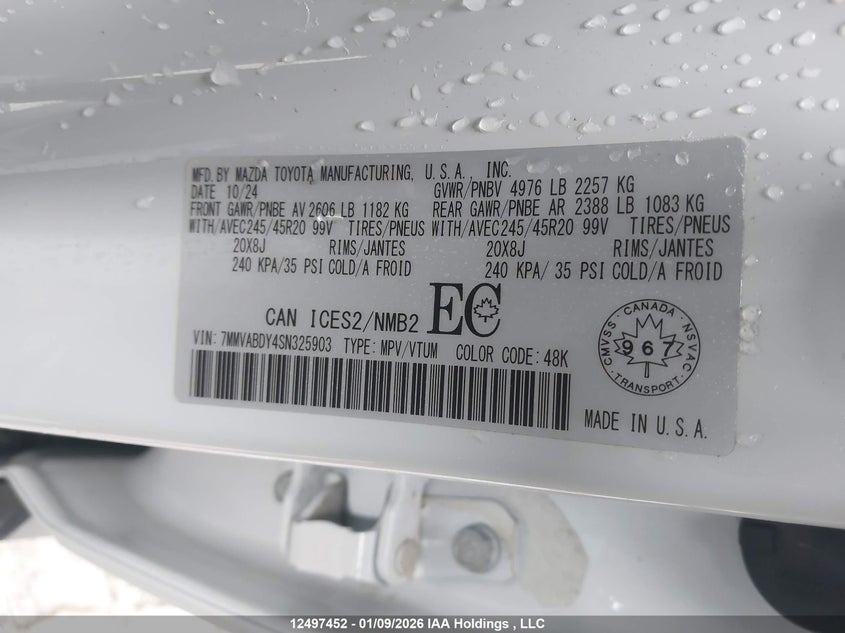 MFD.BY MAZDA TOYOTA MANUFACTURING, U.S.A., INC.
DATE 10/24 GVWR/PNBV 4976 LB 2257 KG
FRONT GAWR/PNBE AV 2606 LB 1182 KG REAR GAWR/PNBE AR 2388 LB 1083 KG
WITH/AVEC245/45R20 99V TIRES/PNEUS WITH/AVEC245/45R20 99V TIRES/PNEUS
20X8J RIMS/JANTES 20X8J RIMS/JANTES
240 KPA/35 PSI COLD/A FROID 240 KPA/ 35 PSI COLD/A FROID
CAN ICES2/NMB2 EC
VIN: 7MMVABDY4SN325903 TYPE: MPV/VTUM COLOR CODE: 48K
CMVSS · CANADA · NSVAC
967
· TRANSPORT ·
MADE IN U.S.A.
12497452 - 01/09/2026 IAA Holdings , LLC